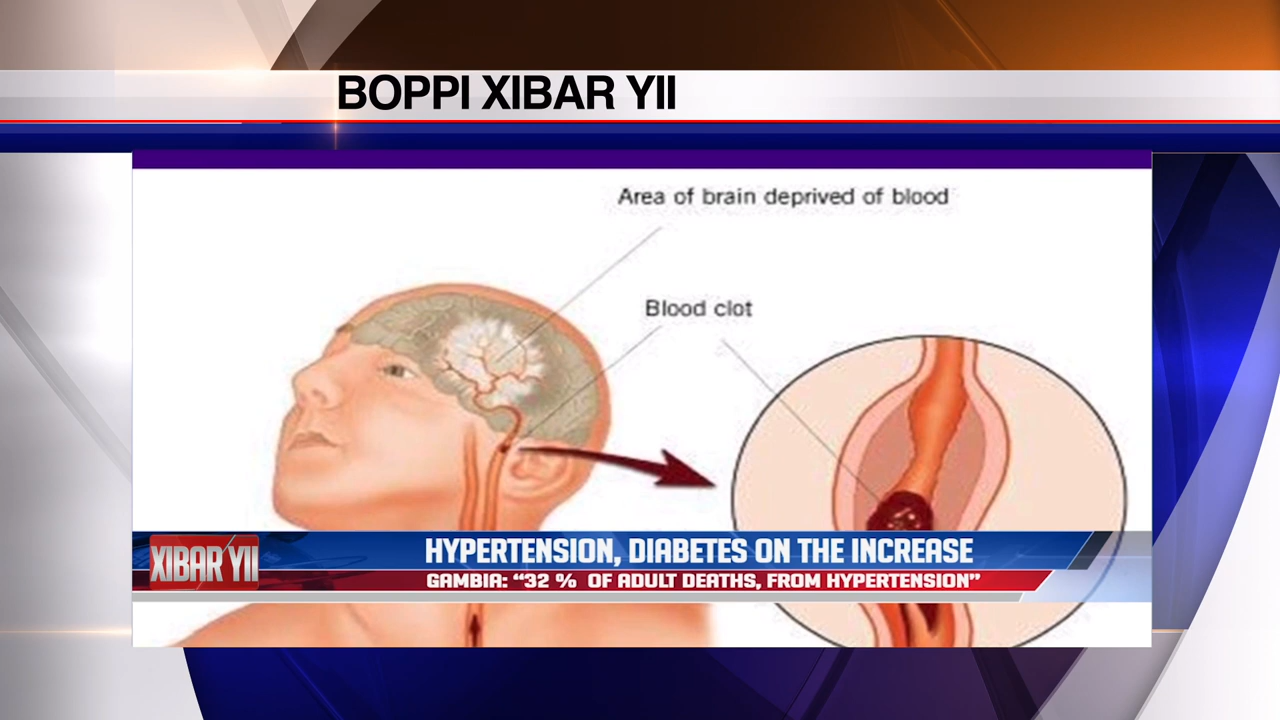 BOPPI XIBAR YII
Area of brain deprived of blood
Blood clot
XIBAR YII
HYPERTENSION, DIABETES ON THE INCREASE
GAMBIA: “32 % OF ADULT DEATHS, FROM HYPERTENSION”